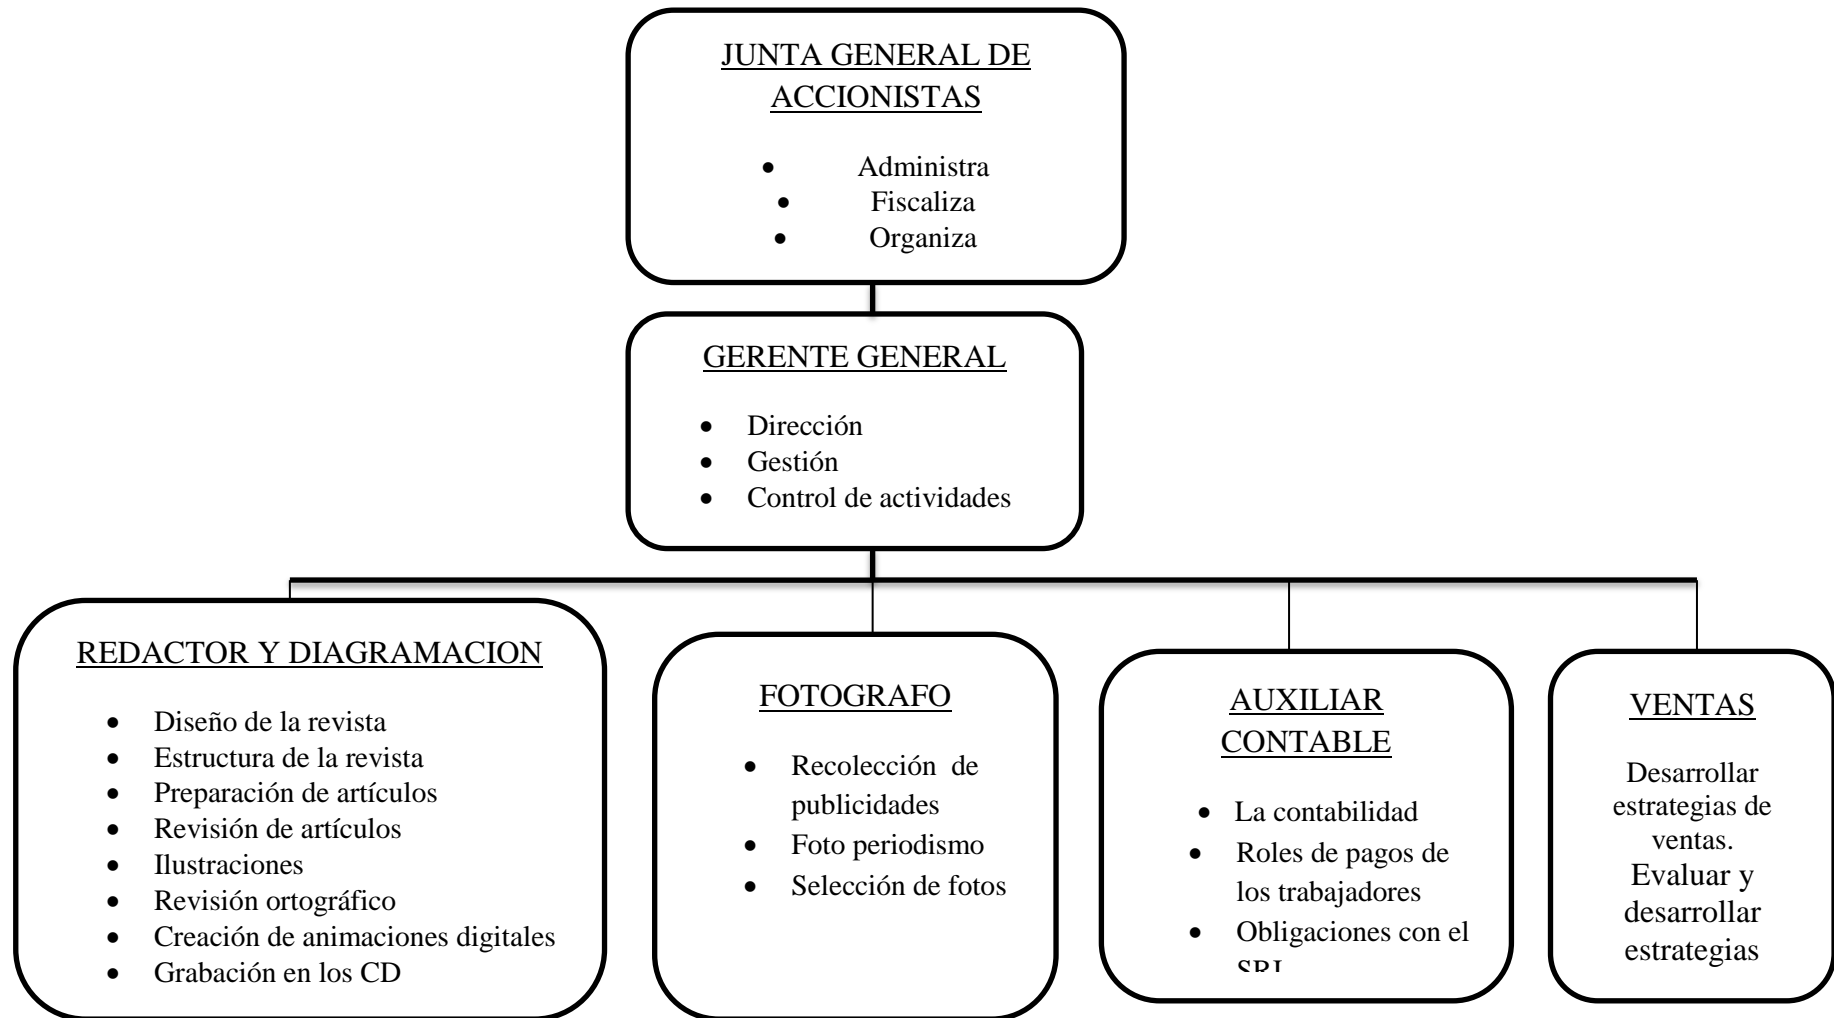 JUNTA GENERAL DE
ACCIONISTAS
• Administra
• Fiscaliza
• Organiza
GERENTE GENERAL
• Dirección
• Gestión
• Control de actividades
REDACTOR Y DIAGRAMACION
• Diseño de la revista
• Estructura de la revista
• Preparación de artículos
• Revisión de artículos
• Ilustraciones
• Revisión ortográfico
• Creación de animaciones digitales
• Grabación en los CD
FOTOGRAFO
• Recolección de
publicidades
• Foto periodismo
• Selección de fotos
AUXILIAR
CONTABLE
• La contabilidad
• Roles de pagos de
los trabajadores
• Obligaciones con el
SRI
VENTAS
Desarrollar
estrategias de
ventas.
Evaluar y
desarrollar
estrategias